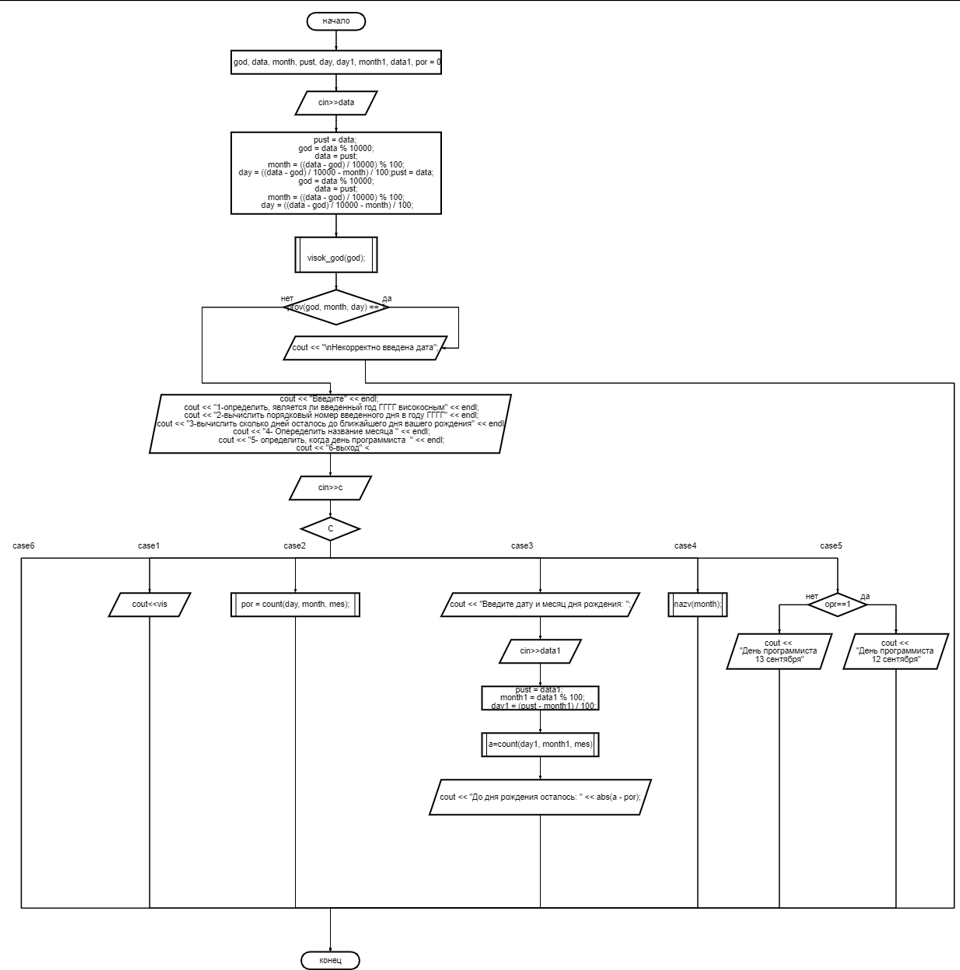 начало
god, data, month, pust, day, day1, month1, data1, por = 0
cin>>data
pust = data;
god = data % 10000;
data = pust;
month = ((data - god) / 10000) % 100;
day = ((data - god) / 10000 - month) / 100;pust = data;
god = data % 10000;
data = pust;
month = ((data - god) / 10000) % 100;
day = ((data - god) / 10000 - month) / 100;
visok_god(god);
нет
да
prov(god, month, day) ==
cout << "\nНекорректно введена дата";
cout << "Введите" << endl;
cout << "1-определить, является ли введенный год ГГГГ високосным" << endl;
cout << "2-вычислить порядковый номер введенного дня в году ГГГГ" << endl;
cout << "3-вычислить сколько дней осталось до ближайшего дня вашего рождения" << endl
cout << "4- Опеределить название месяца " << endl;
cout << "5- определить, когда день программиста  " << endl;
cout << "6-выход" <
cin>>c
C
case6
case1
case2
case3
case4
case5
cout<<vis
por = count(day, month, mes);
cout << "Введите дату и месяц дня рождения: ";
nazv(month);
нет
да
opr==1
cin>>data1
cout <<
"День программиста
13 сентября"
cout <<
"День программиста
12 сентября"
pust = data1;
month1 = data1 % 100;
day1 = (pust - month1) / 100;
a=count(day1, month1, mes)
cout << "До дня рождения осталось: " << abs(a - por);
конец